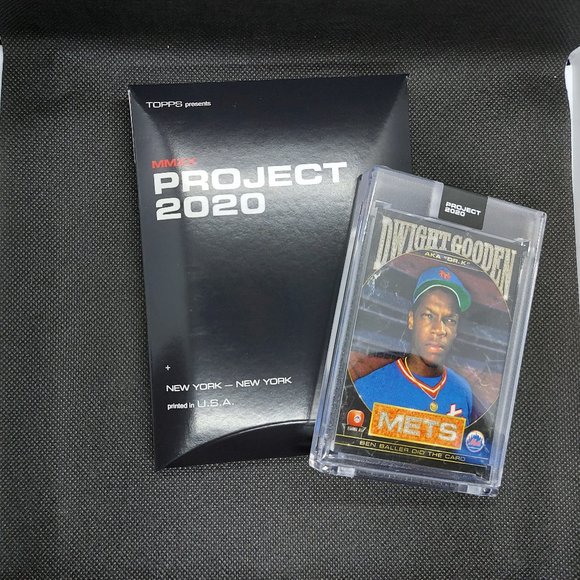 TOPPS presents
PROJECT
2020
+
NEW YORK — NEW YORK
printed in U.S.A.
PROJECT
2020
DWIGHT GOODEN
AKA "DR.K"
METS
BEN BALLER DID THE CARD